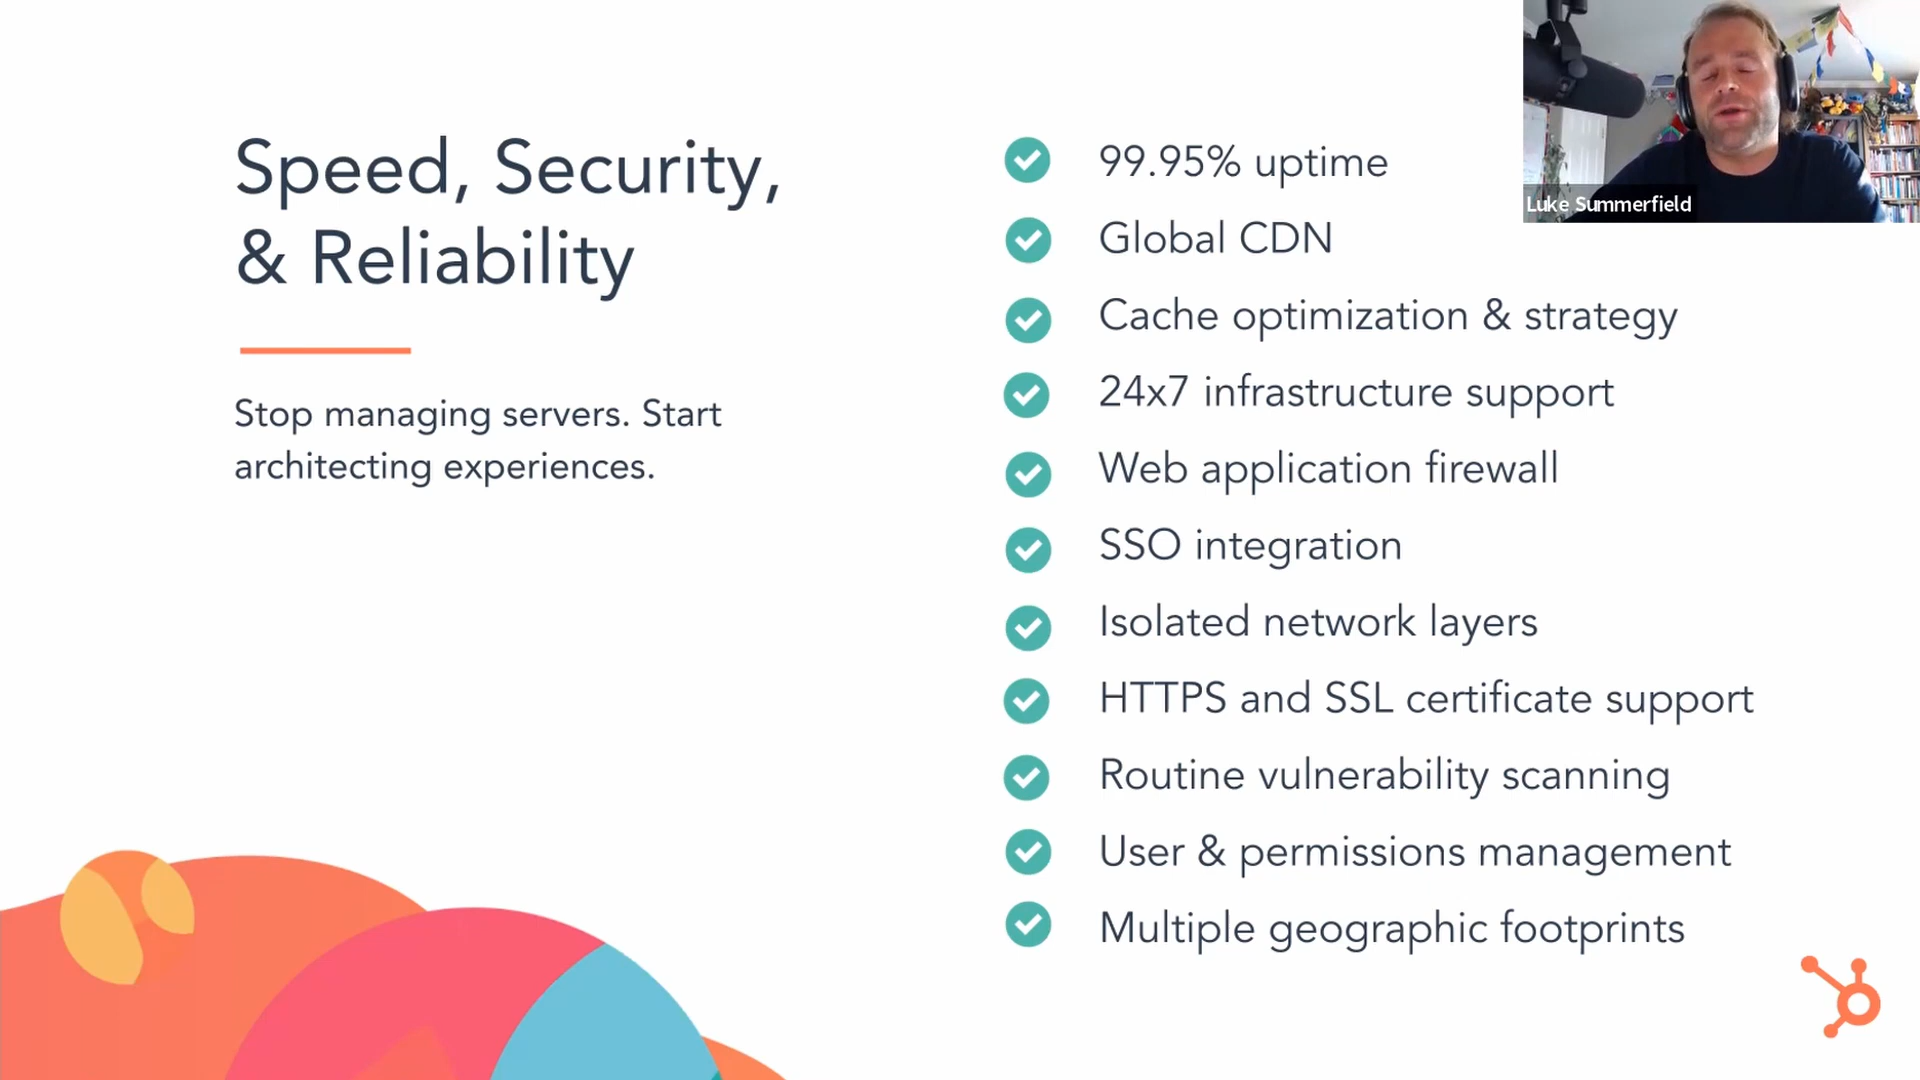 Speed, Security,
& Reliability
Stop managing servers. Start
architecting experiences.
99.95% uptime
Global CDN
Cache optimization & strategy
24x7 infrastructure support
Web application firewall
SSO integration
Isolated network layers
HTTPS and SSL certificate support
Routine vulnerability scanning
User & permissions management
Multiple geographic footprints
Luke Summerfield